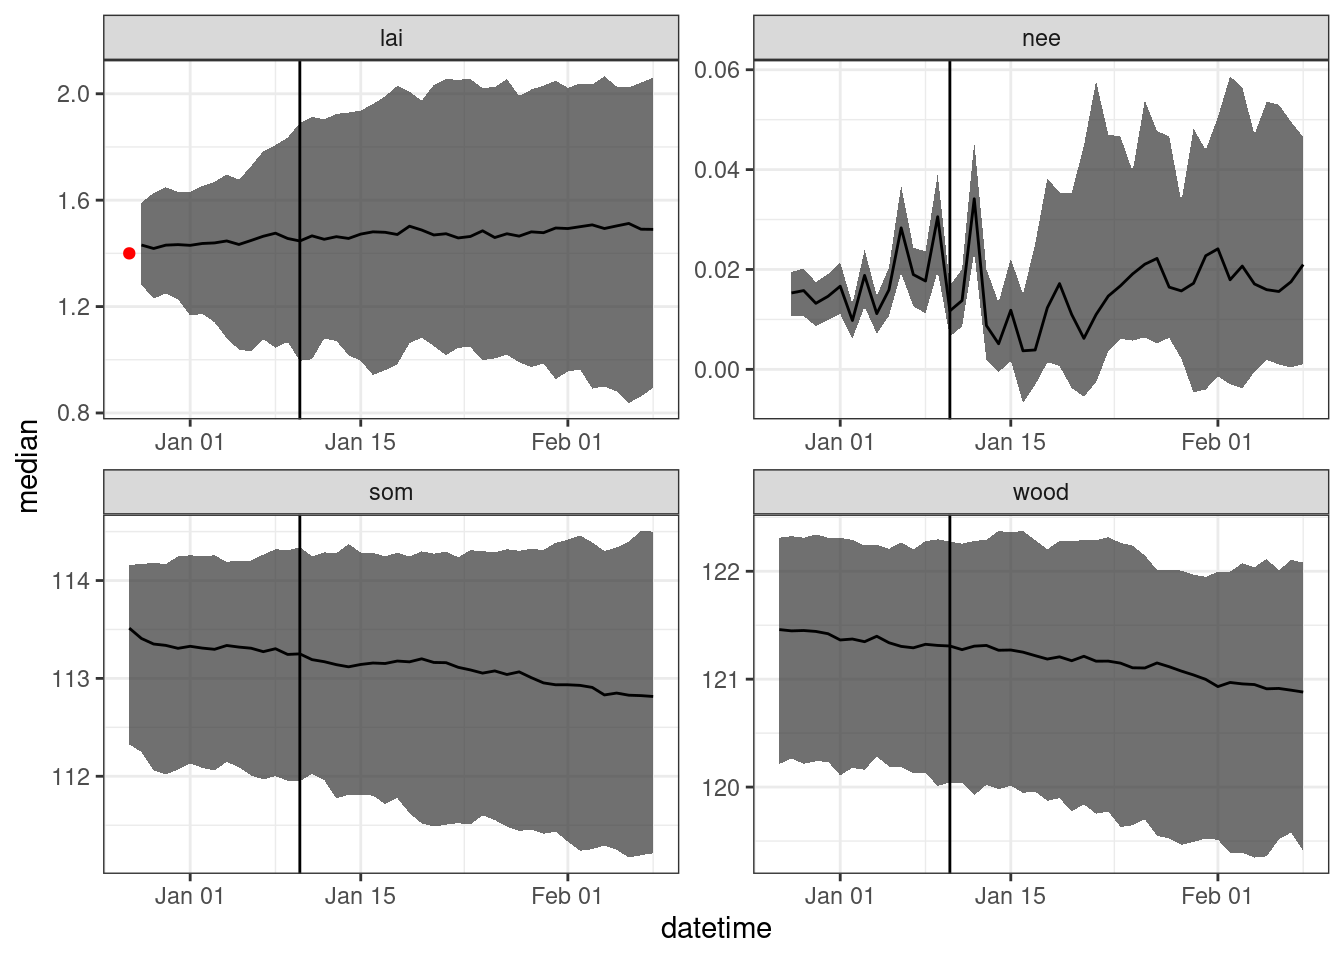 lai
nee
2.0
1.6
1.2
0.8
0.06
0.04
0.02
0.00
Jan 01 Jan 15 Feb 01
Jan 01 Jan 15 Feb 01
median
som
wood
114
113
112
122
121
120
Jan 01 Jan 15 Feb 01
Jan 01 Jan 15 Feb 01
datetime